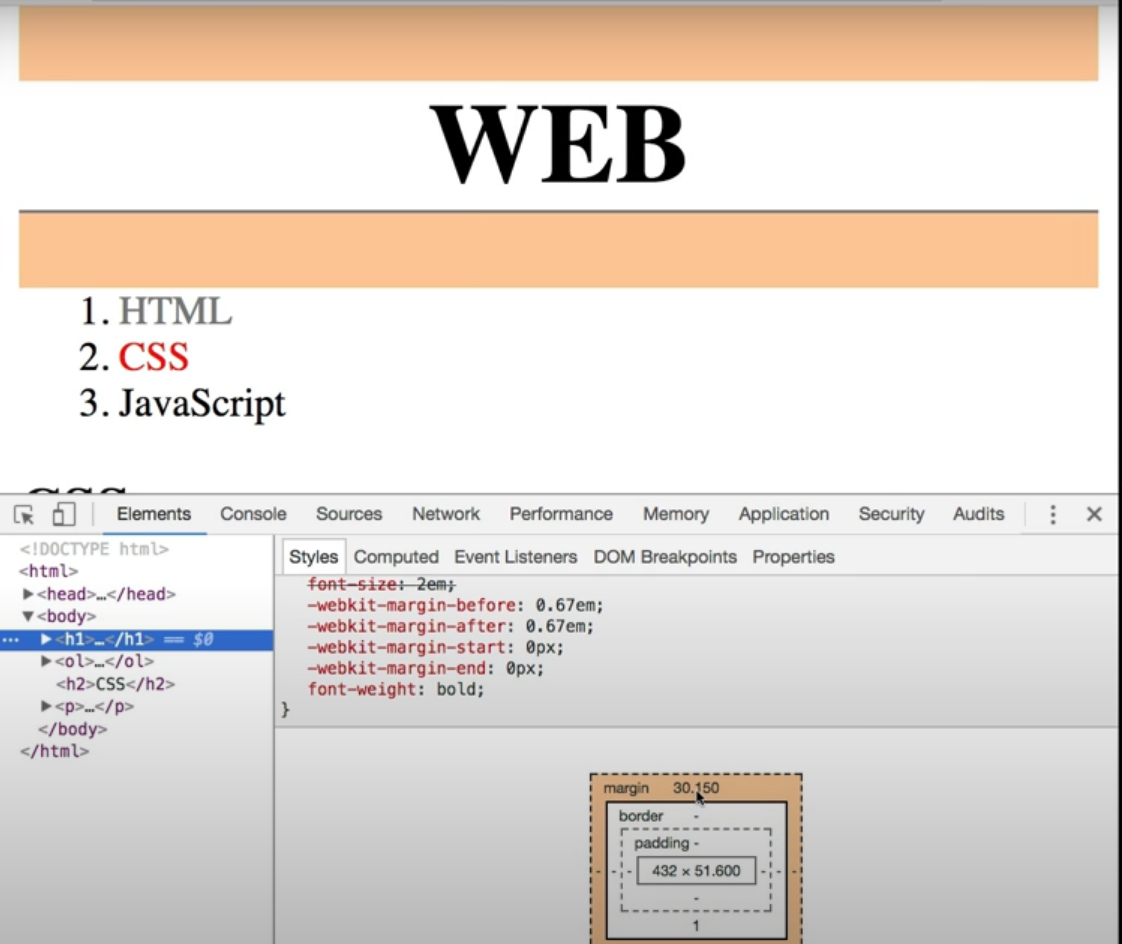 WEB
1. HTML
2. CSS
3. JavaScript
CSS
Elements Console Sources Network Performance Memory Application Security Audits
<!DOCTYPE html>
<html>
▶<head>…</head>
▼<body>
… ▶<h1>…</h1> == $0
▶<ol>…</ol>
<h2>CSS</h2>
▶<p>…</p>
</body>
</html>
Styles Computed Event Listeners DOM Breakpoints Properties
font-size: 2em;
-webkit-margin-before: 0.67em;
-webkit-margin-after: 0.67em;
-webkit-margin-start: 0px;
-webkit-margin-end: 0px;
font-weight: bold;
}
margin 30.150
border -
padding -
- - - 432 × 51.600 - - -
-
1